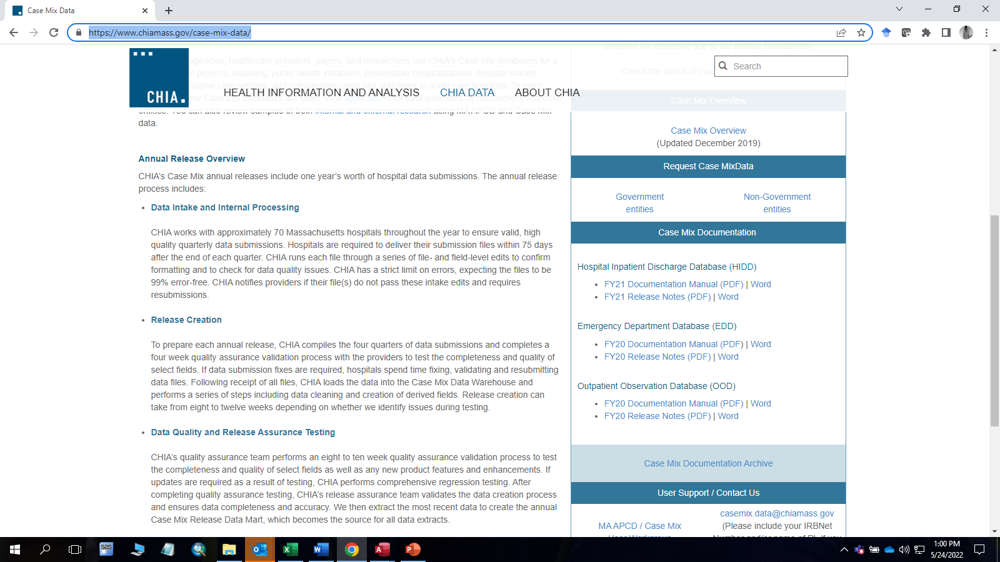 Case Mix Data
https://www.chiamass.gov/case-mix-data/
timelines are extended due to the remote environment.
agencies, health care providers, payers, and researchers use CHIA's Case Mix databases for a
of projects, including: public health initiatives, preventable hospitalizations, hospital market
Check the status of you
Search
rnative care settings, and comparative costs and outcomes in acute care hospitals. To learn
CHIA.
HEALTH INFORMATION AND ANALYSIS
CHIA DATA
ABOUT CHIA
ow Case Mix databases are used, view applications for data submitted by researchers and other
entities. You can also review samples of both internal and external research using MA APCD and Case Mix
data.
Annual Release Overview
CHIA's Case Mix annual releases include one year's worth of hospital data submissions. The annual release
process includes:
• Data Intake and Internal Processing
CHIA works with approximately 70 Massachusetts hospitals throughout the year to ensure valid, high
quality quarterly data submissions. Hospitals are required to deliver their submission files within 75 days
after the end of each quarter. CHIA runs each file through a series of file- and field-level edits to confirm
formatting and to check for data quality issues. CHIA has a strict limit on errors, expecting the files to be
99% error-free. CHIA notifies providers if their file(s) do not pass these intake edits and requires
resubmissions.
• Release Creation
To prepare each annual release, CHIA compiles the four quarters of data submissions and completes a
four week quality assurance validation process with the providers to test the completeness and quality of
select fields. If data submission fixes are required, hospitals spend time fixing, validating and resubmitting
data files. Following receipt of all files, CHIA loads the data into the Case Mix Data Warehouse and
performs a series of steps including data cleaning and creation of derived fields. Release creation can
take from eight to twelve weeks depending on whether we identify issues during testing.
• Data Quality and Release Assurance Testing
CHIA's quality assurance team performs an eight to ten week quality assurance validation process to test
the completeness and quality of select fields as well as any new product features and enhancements. If
updates are required as a result of testing, CHIA performs comprehensive regression testing. After
completing quality assurance testing, CHIA's release assurance team validates the data creation process
and ensures data completeness and accuracy. We then extract the most recent data to create the annual
Case Mix Release Data Mart, which becomes the source for all data extracts.
Case Mix Overview
Case Mix Overview
(Updated December 2019)
Request Case MixData
Government
entities
Non-Government
entities
Case Mix Documentation
Hospital Inpatient Discharge Database (HIDD)
• FY21 Documentation Manual (PDF) | Word
• FY21 Release Notes (PDF) | Word
Emergency Department Database (EDD)
• FY20 Documentation Manual (PDF) | Word
• FY20 Release Notes (PDF) | Word
Outpatient Observation Database (OOD)
• FY20 Documentation Manual (PDF) | Word
• FY20 Release Notes (PDF) | Word
Case Mix Documentation Archive
User Support / Contact Us
MA APCD / Case Mix
User Workgroup
casemix.data@chiamass.gov
(Please include your IRBNet
Number and/or name of PI, if you
sas
1:00 PM
5/24/2022